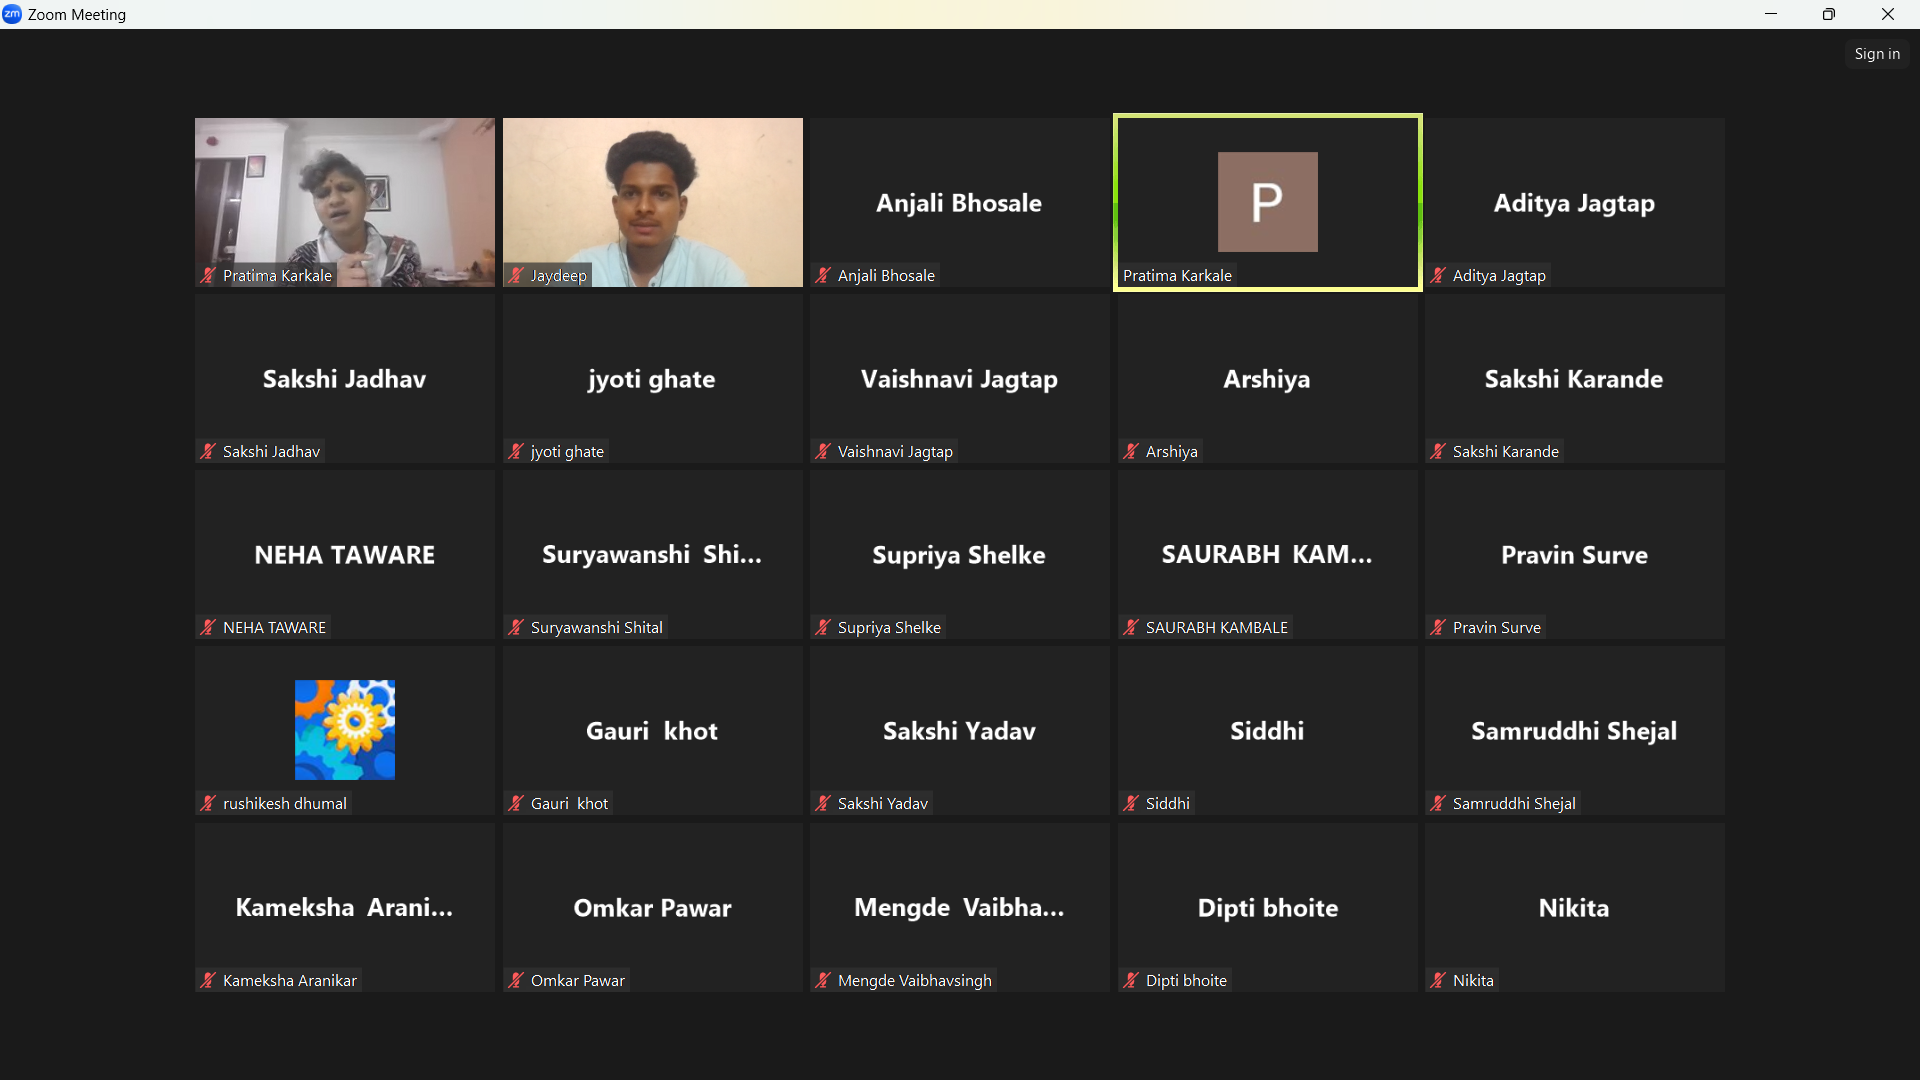 zm Zoom Meeting
Sign in
Pratima Karkale
Jaydeep
Anjali Bhosale
Anjali Bhosale
P
Pratima Karkale
Aditya Jagtap
Aditya Jagtap
Sakshi Jadhav
Sakshi Jadhav
jyoti ghate
jyoti ghate
Vaishnavi Jagtap
Vaishnavi Jagtap
Arshiya
Arshiya
Sakshi Karande
Sakshi Karande
NEHA TAWARE
NEHA TAWARE
Suryawanshi Shi...
Suryawanshi Shital
Supriya Shelke
Supriya Shelke
SAURABH KAM...
SAURABH KAMBALE
Pravin Surve
Pravin Surve
rushikesh dhumal
Gauri khot
Gauri khot
Sakshi Yadav
Sakshi Yadav
Siddhi
Siddhi
Samruddhi Shejal
Samruddhi Shejal
Kameksha Arani...
Kameksha Aranikar
Omkar Pawar
Omkar Pawar
Mengde Vaibha...
Mengde Vaibhavsingh
Dipti bhoite
Dipti bhoite
Nikita
Nikita